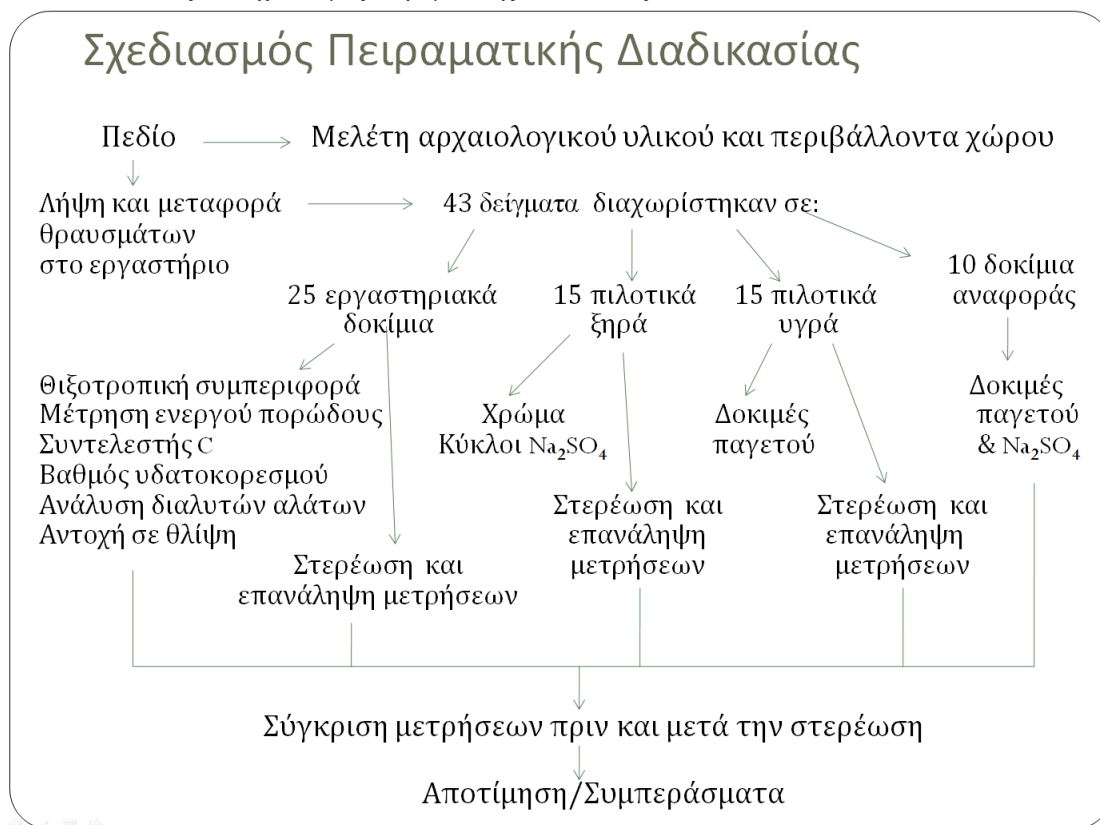 Σχεδιασμός Πειραματικής Διαδικασίας
Πεδίο
Μελέτη αρχαιολογικού υλικού και περιβάλλοντα χώρου
Λήψη και μεταφορά
θραυσμάτων
στο εργαστήριο
43 δείγματα διαχωρίστηκαν σε:
25 εργαστηριακά
δοκίμια
15 πιλοτικά
ξηρά
15 πιλοτικά
υγρά
10 δοκίμια
αναφοράς
Θιξοτροπική συμπεριφορά
Μέτρηση ενεργού πορώδους
Συντελεστής C
Βαθμός υδατοκορεσμού
Ανάλυση διαλυτών αλάτων
Αντοχή σε θλίψη
Χρώμα
Κύκλοι Na₂SO₄
Δοκιμές
παγετού
Δοκιμές
παγετού
& Na₂SO₄
Στερέωση και
επανάληψη μετρήσεων
Στερέωση και
επανάληψη
μετρήσεων
Στερέωση και
επανάληψη
μετρήσεων
Σύγκριση μετρήσεων πριν και μετά την στερέωση
Αποτίμηση/Συμπεράσματα